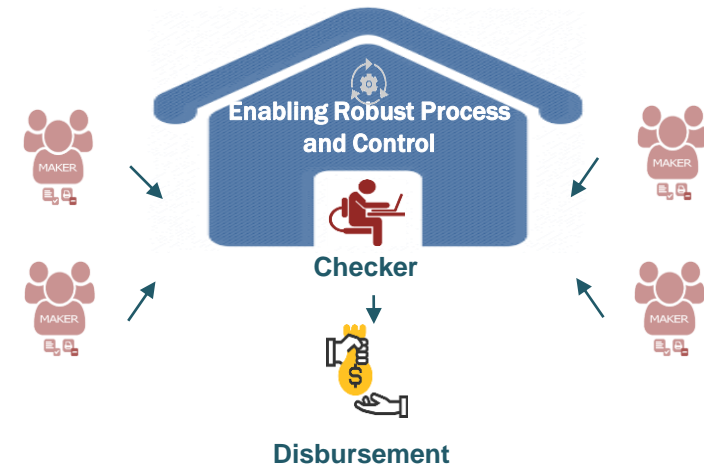 Enabling Robust Process
and Control
MAKER
MAKER
Checker
MAKER
MAKER
$
Disbursement